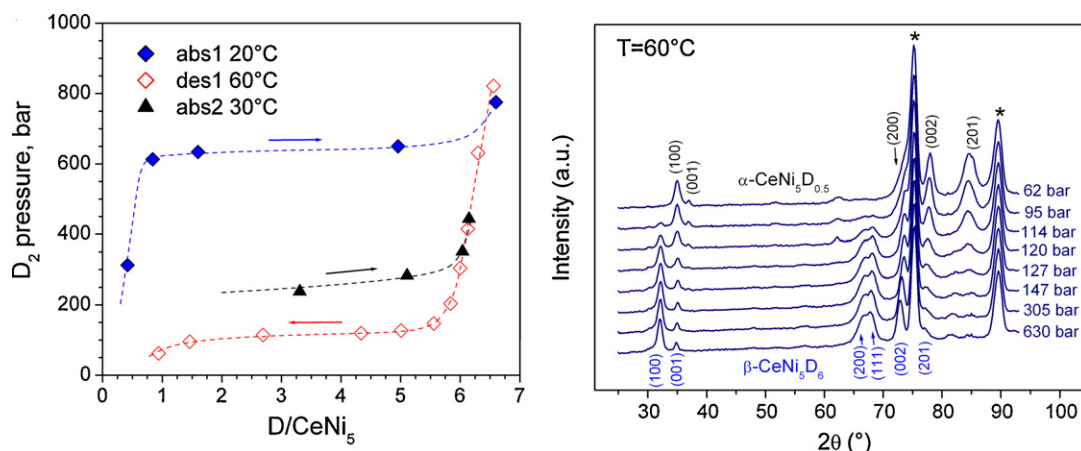 1000
800
600
400
200
0
D₂ pressure, bar
abs1 20°C
des1 60°C
abs2 30°C
0 1 2 3 4 5 6 7
D/CeNi₅
T=60°C
*
*
(200)
(002)
(201)
(100)
(001)
α-CeNi₅D₀.₅
62 bar
95 bar
114 bar
120 bar
127 bar
147 bar
305 bar
630 bar
Intensity (a.u.)
(100)
(001)
β-CeNi₅D₆
(200)
(111)
(002)
(201)
30 40 50 60 70 80 90 100
2θ (°)